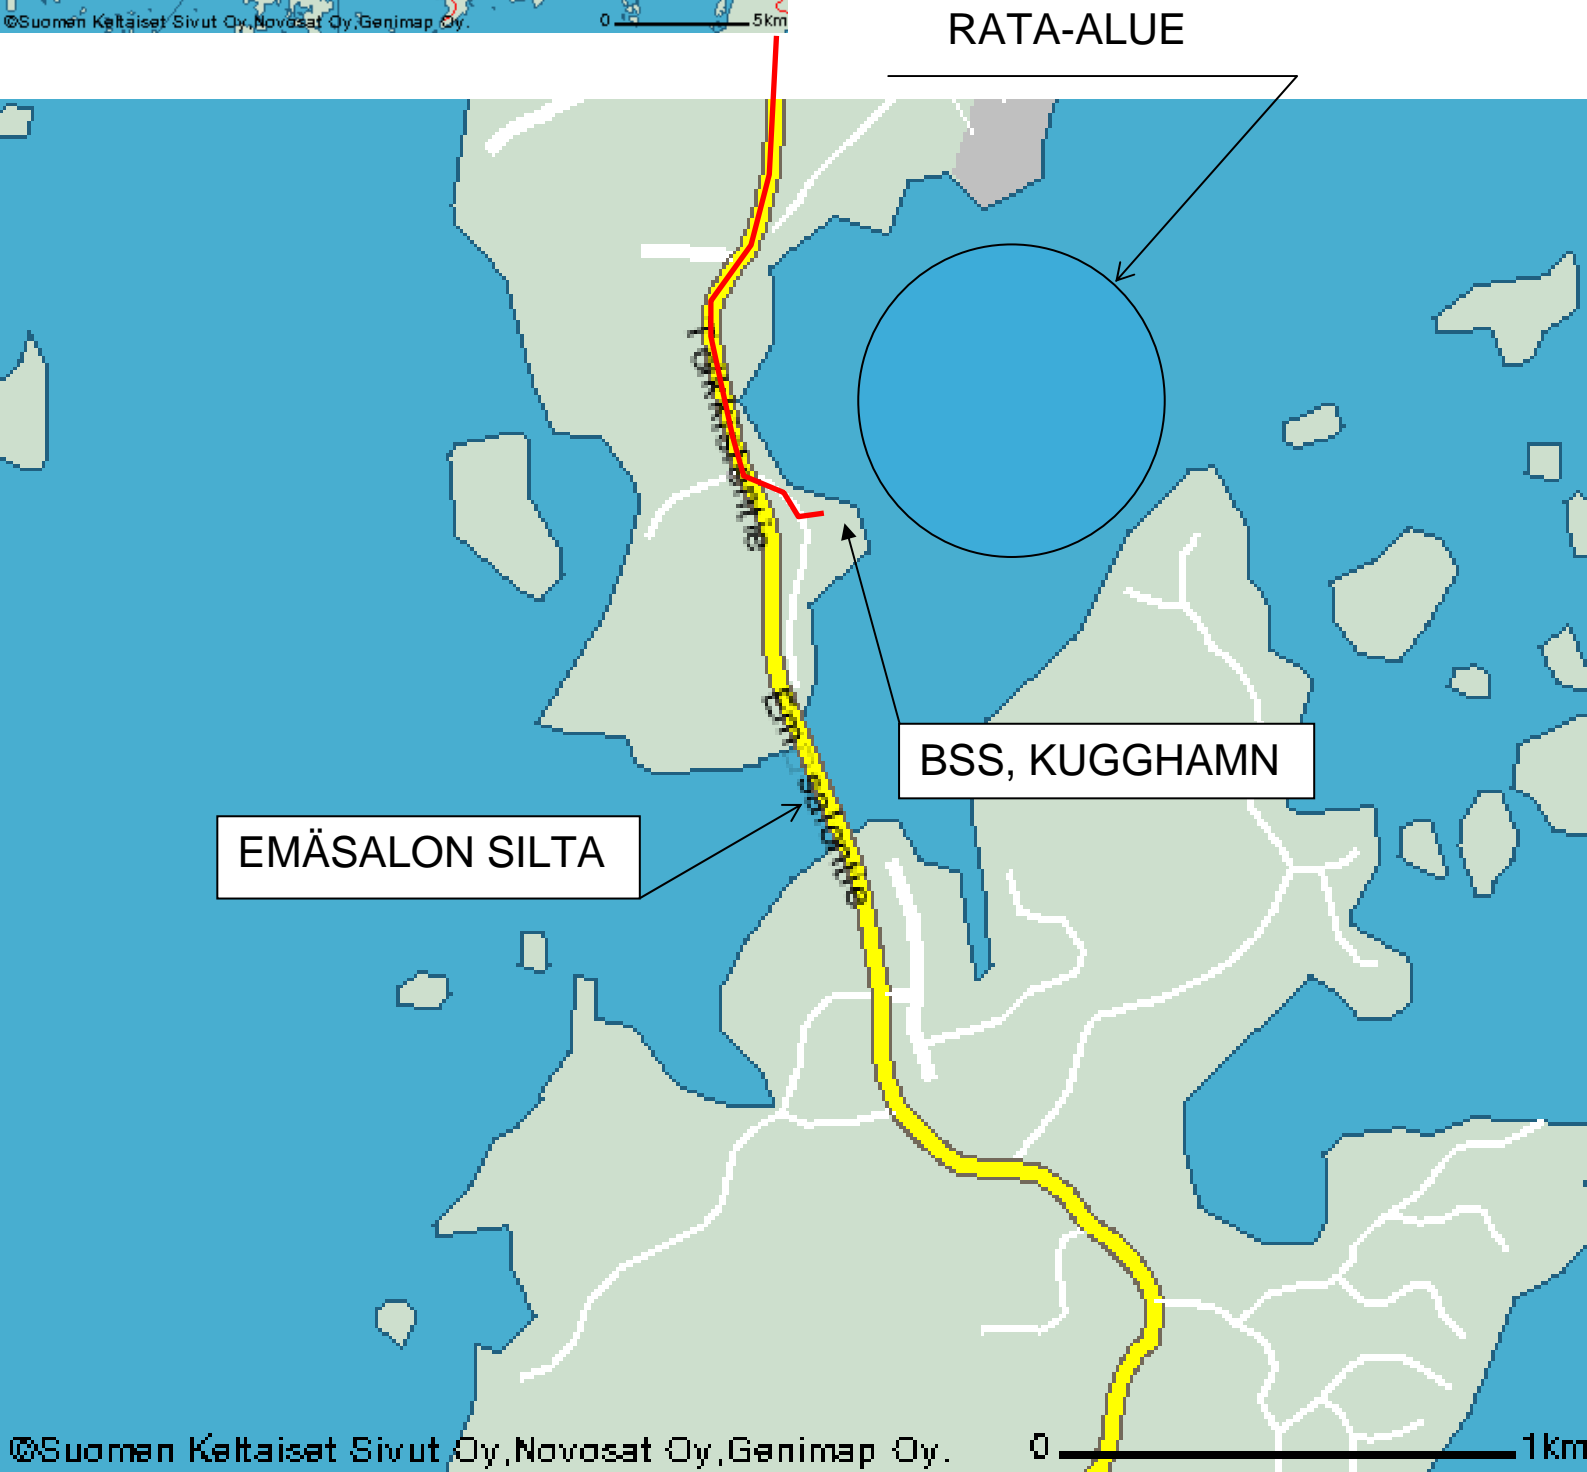 ©Suomen Keltaiset Sivut Oy,Novosat Oy,Genimap Oy.
0 5km
RATA-ALUE
BSS, KUGGHAMN
Emäsalontie
EMÄSALON SILTA
©Suomen Keltaiset Sivut Oy,Novosat Oy,Genimap Oy.
0 1km